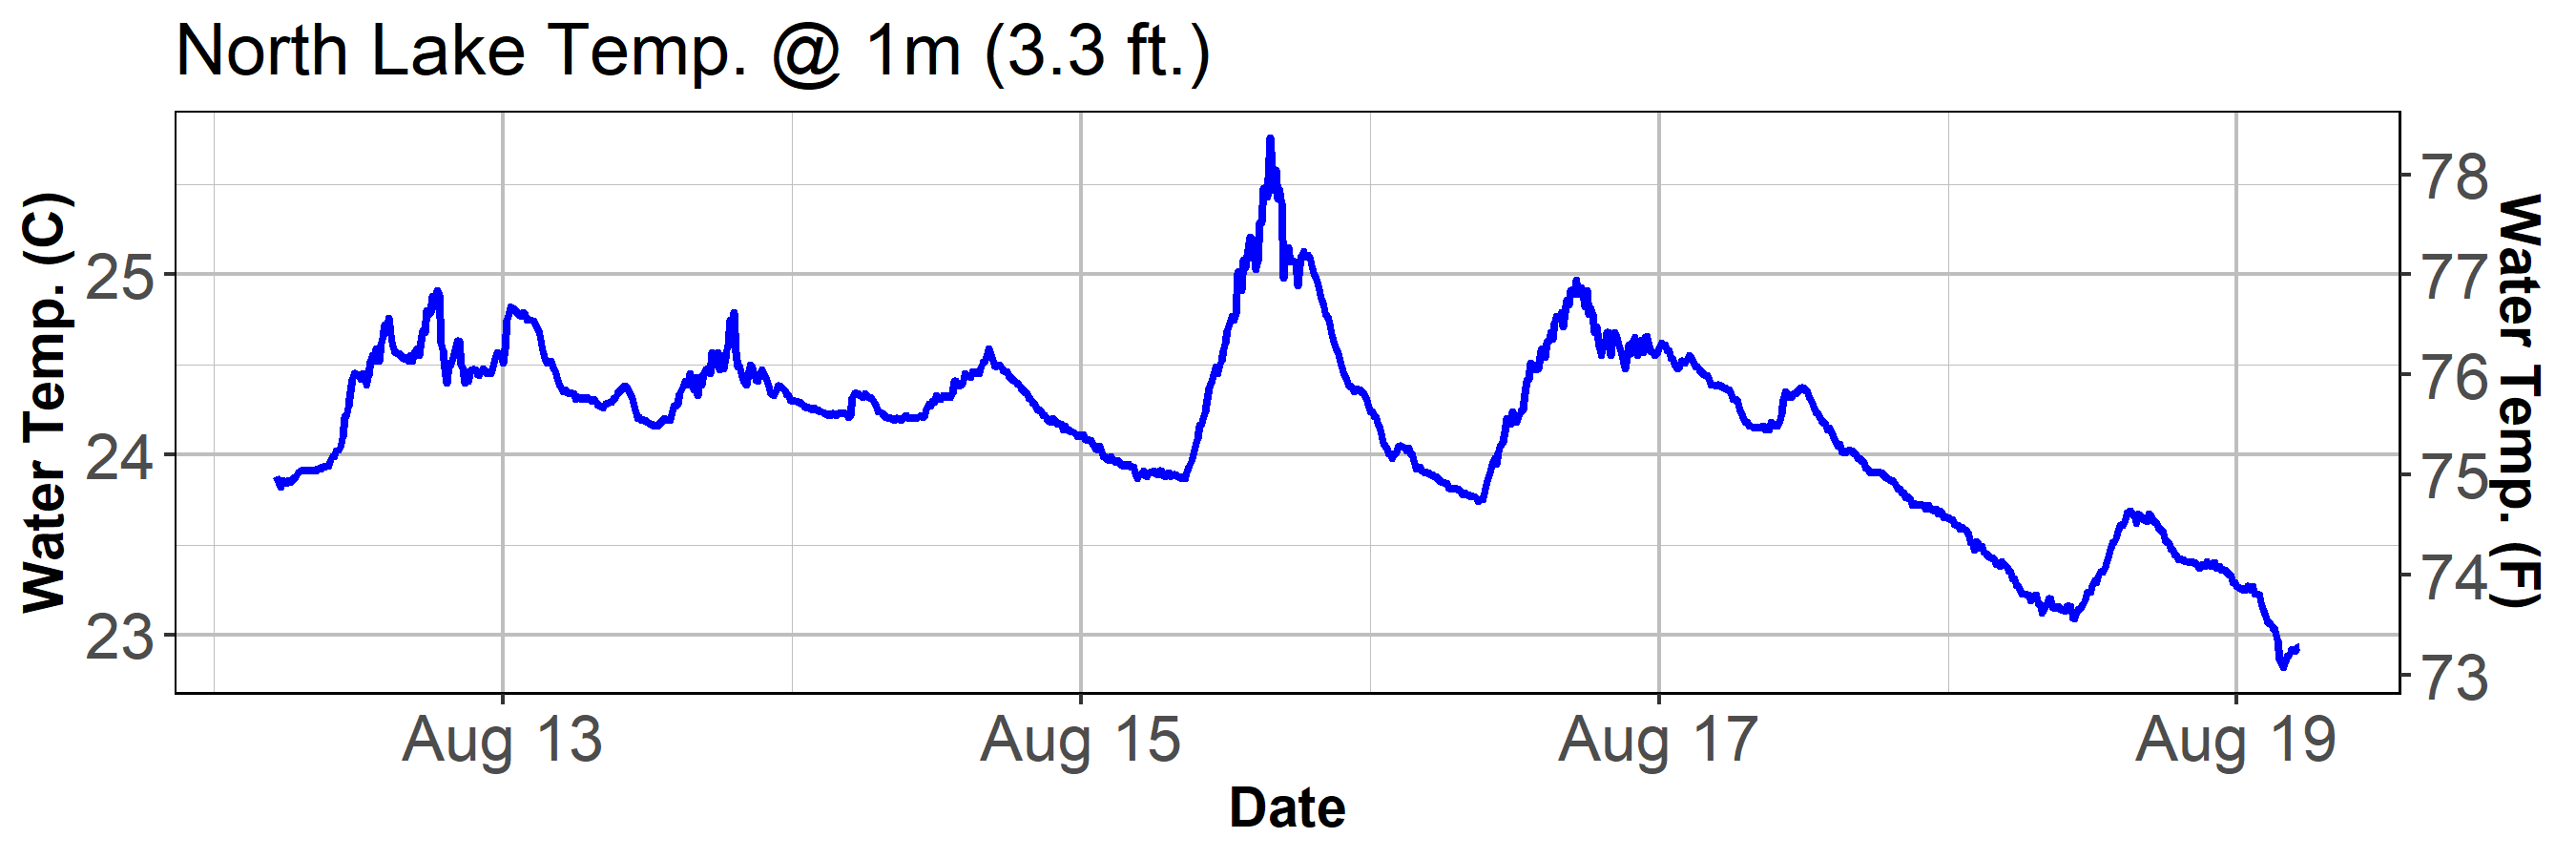 North Lake Temp. @ 1m (3.3 ft.)
Water Temp. (C)
25
24
23
78
77
76
75
74
73
Water Temp. (F)
Aug 13
Aug 15
Aug 17
Aug 19
Date